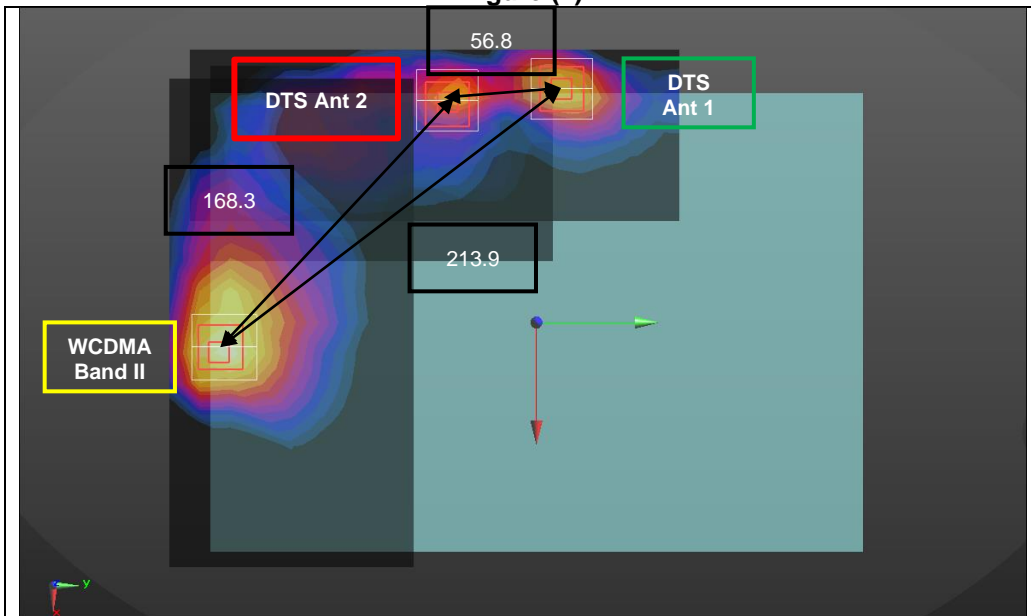 56.8
DTS Ant 2
DTS
Ant 1
168.3
213.9
WCDMA
Band II
y
x